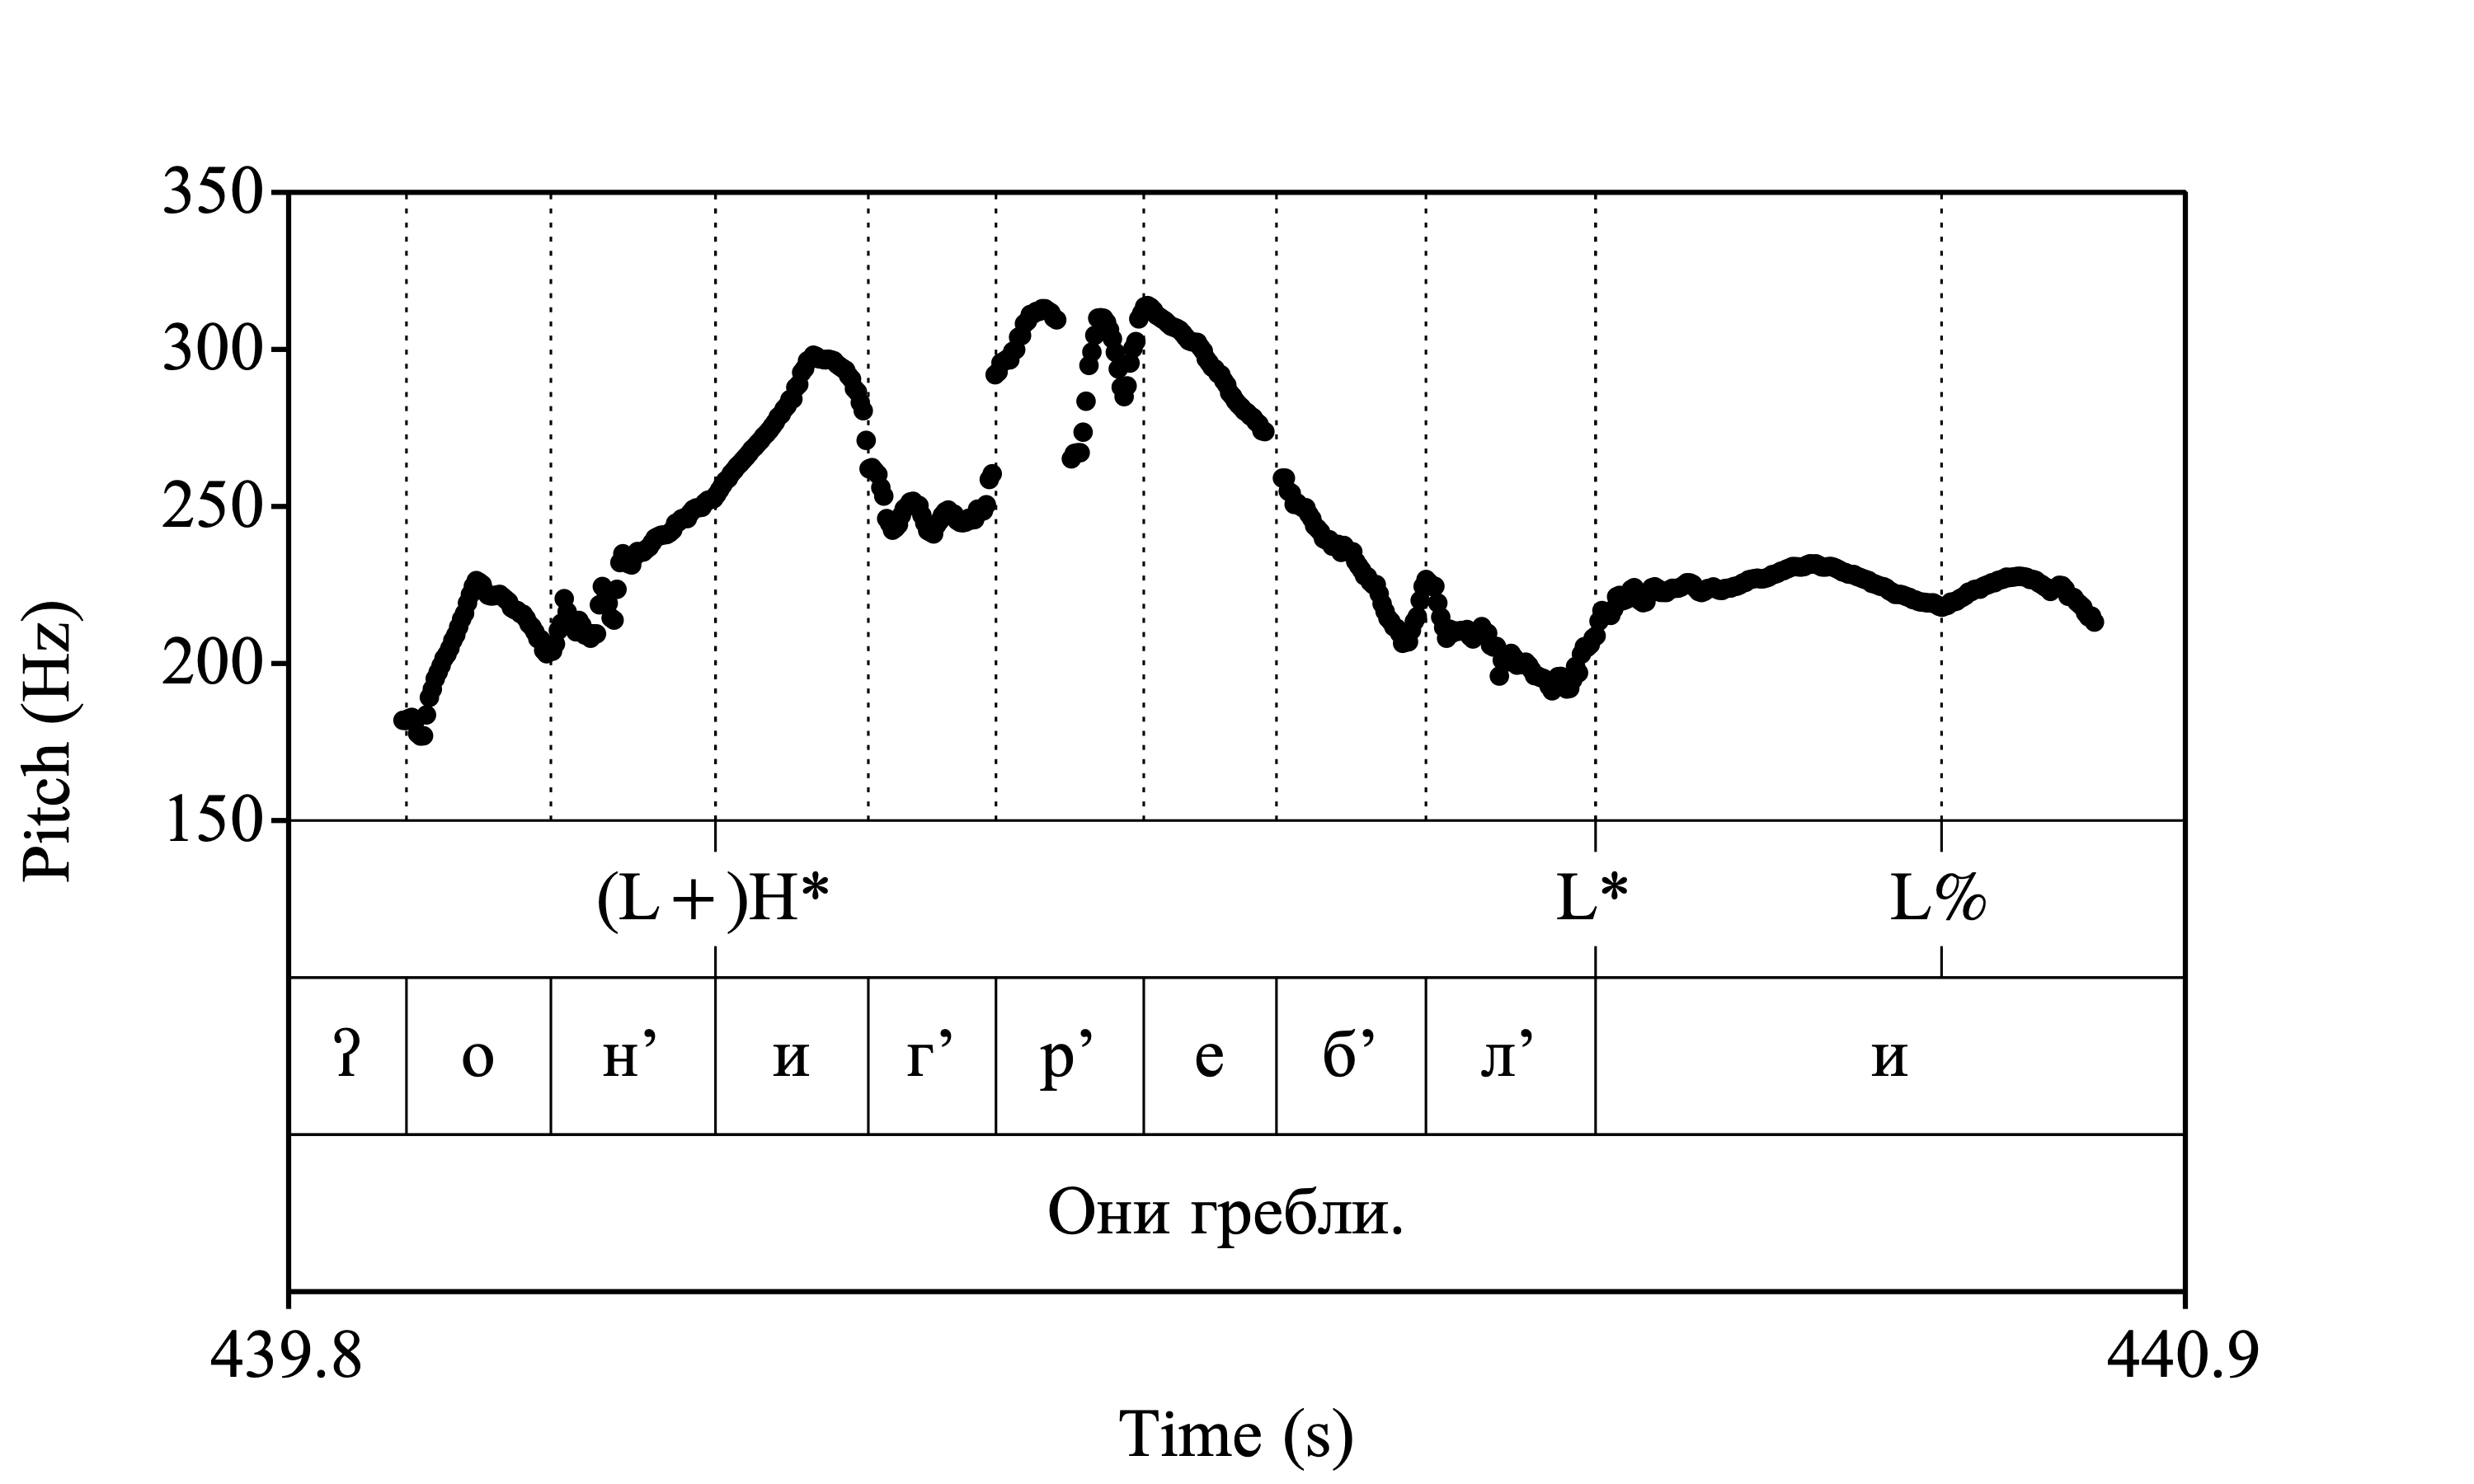 350
300
250
200
150
Pitch (Hz)
(L + )H* L* L%
ʔ о н’ и г’ р’ е б’ л’ и
Они гребли.
439.8 440.9
Time (s)